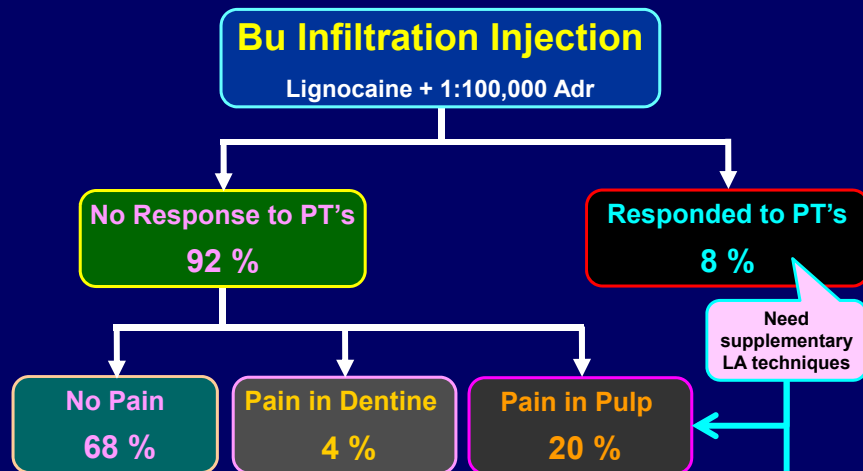 Bu Infiltration Injection
Lignocaine + 1:100,000 Adr
No Response to PT’s
92 %
Responded to PT’s
8 %
Need
supplementary
LA techniques
No Pain
68 %
Pain in Dentine
4 %
Pain in Pulp
20 %